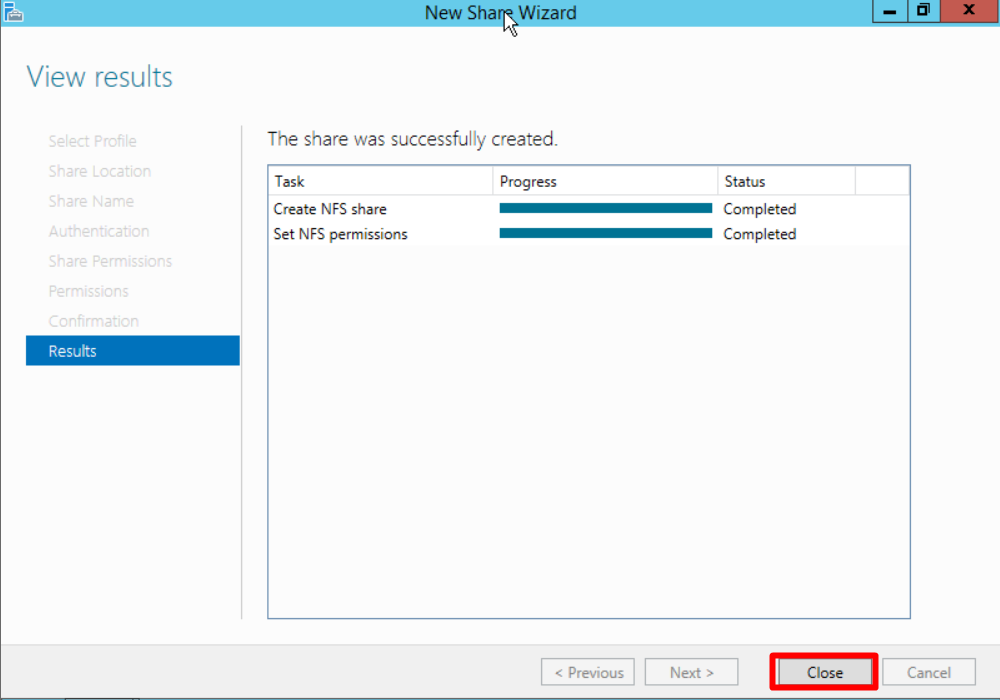 New Share Wizard
View results
Select Profile
Share Location
Share Name
Authentication
Share Permissions
Permissions
Confirmation
Results
The share was successfully created.
Task Progress Status
Create NFS share Completed
Set NFS permissions Completed
< Previous Next > Close Cancel